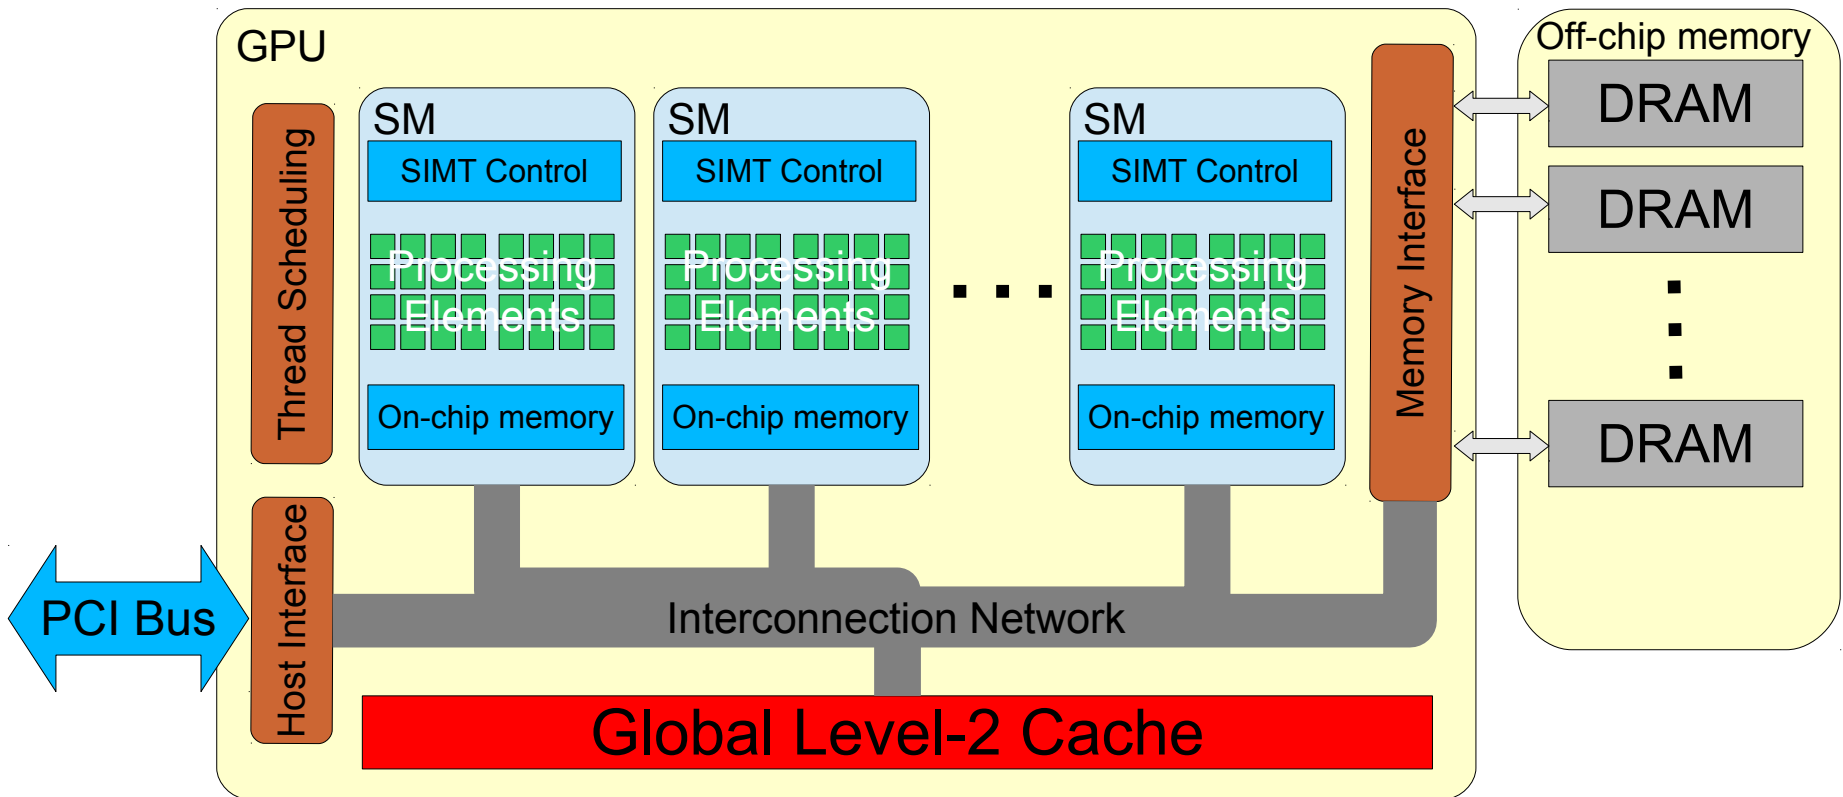 GPU
Off-chip memory
Thread Scheduling
SM
SIMT Control
Processing
Elements
On-chip memory
SM
SIMT Control
Processing
Elements
On-chip memory
SM
SIMT Control
Processing
Elements
On-chip memory
Memory Interface
DRAM
DRAM
DRAM
PCI Bus
Host Interface
Interconnection Network
Global Level-2 Cache